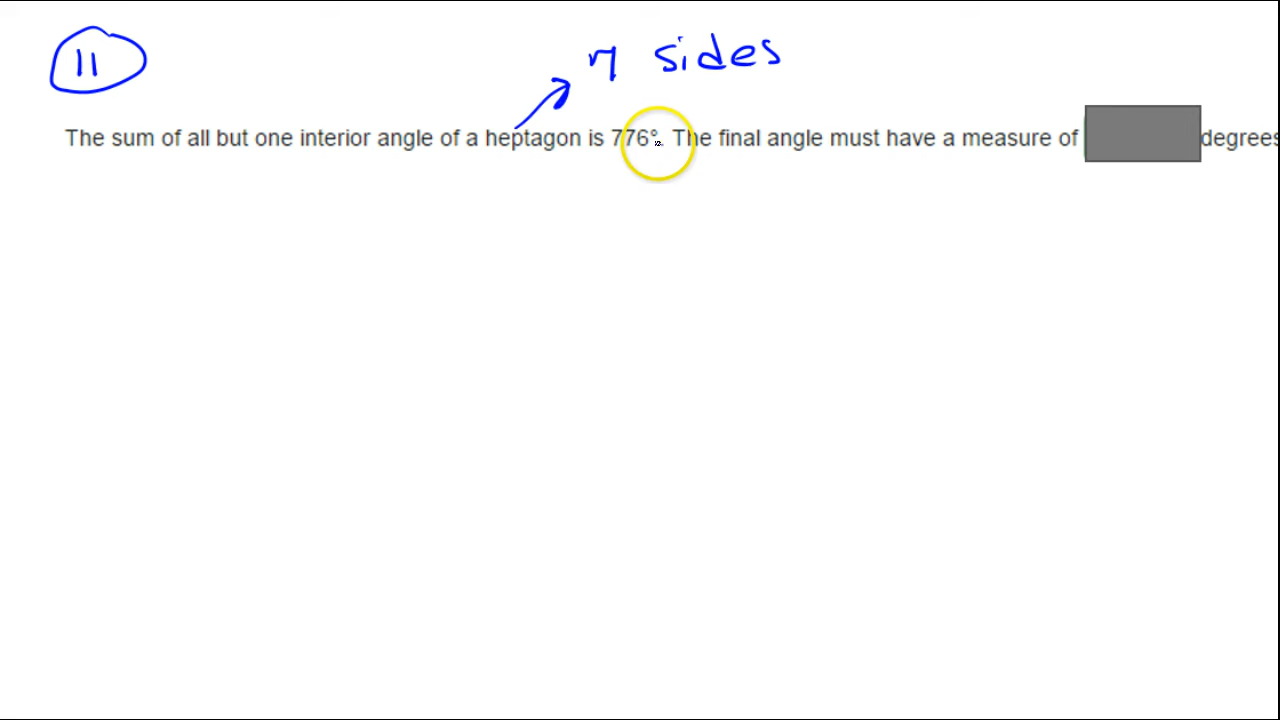 11
7 sides
The sum of all but one interior angle of a heptagon is 776°. The final angle must have a measure of degrees